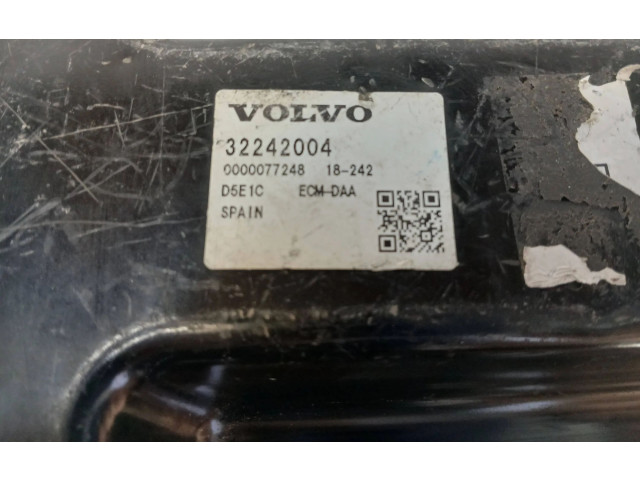 VOLVO
32242004
0000077248 18-242
D5E1C ECM-DAA
SPAIN